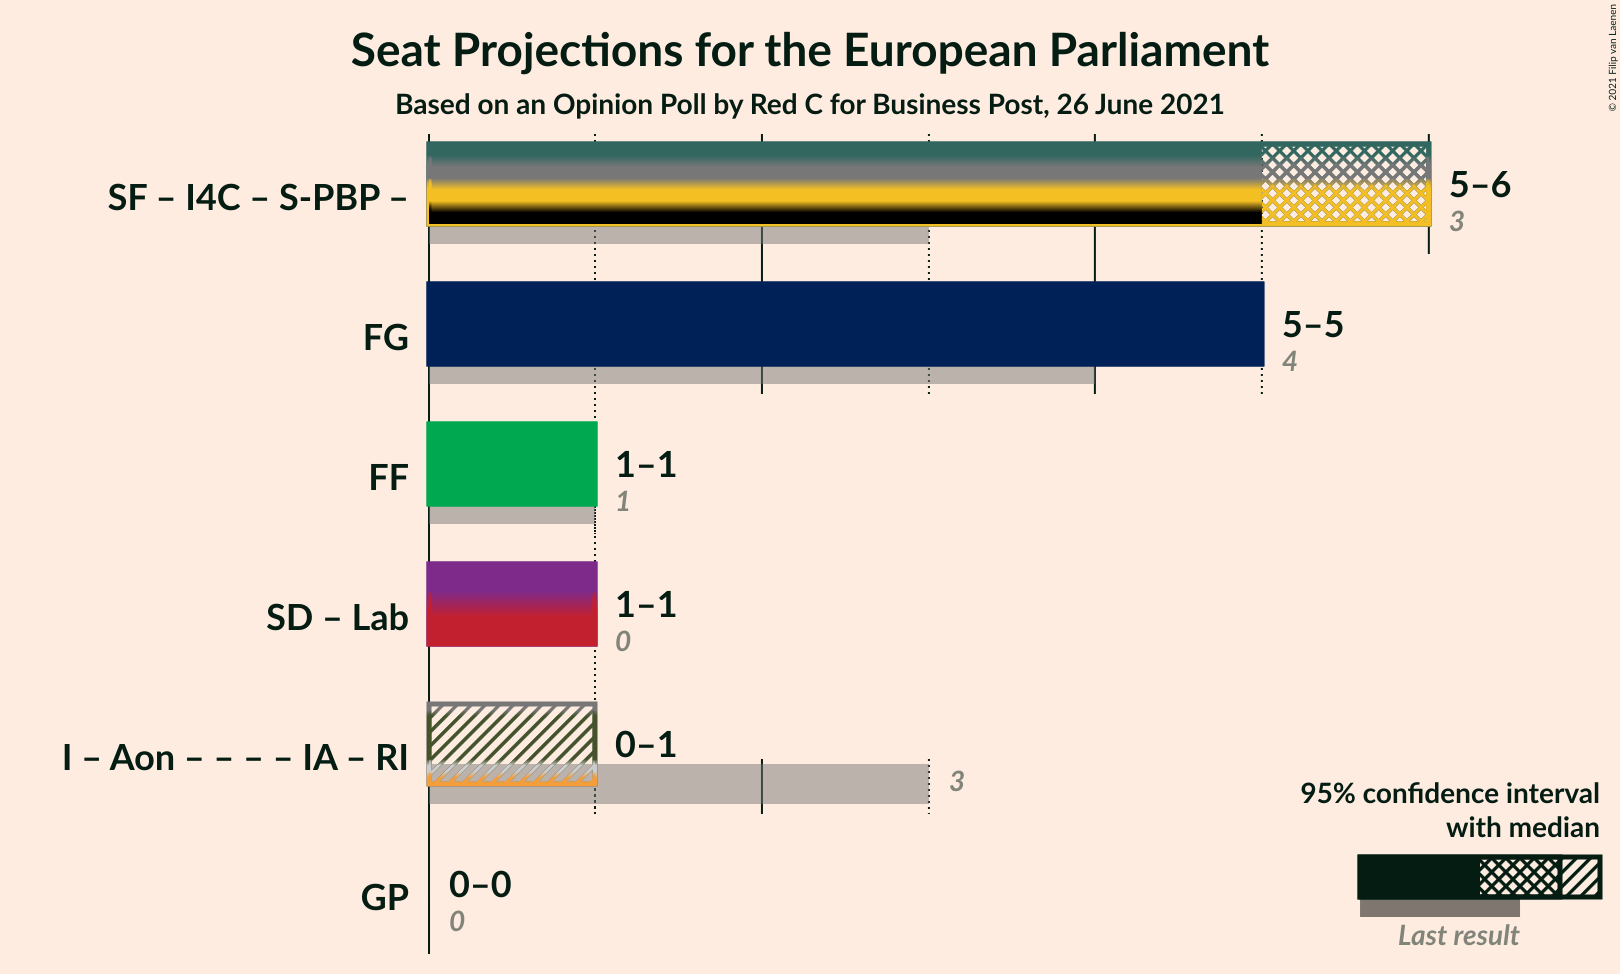 Seat Projections for the European Parliament
Based on an Opinion Poll by Red C for Business Post, 26 June 2021
© 2021 Filip van Laenen
SF – I4C – S-PBP –
5–6
3
FG
5–5
4
FF
1–1
1
SD – Lab
1–1
0
I – Aon – – – – IA – RI
0–1
3
GP
0–0
0
95% confidence interval
with median
Last result